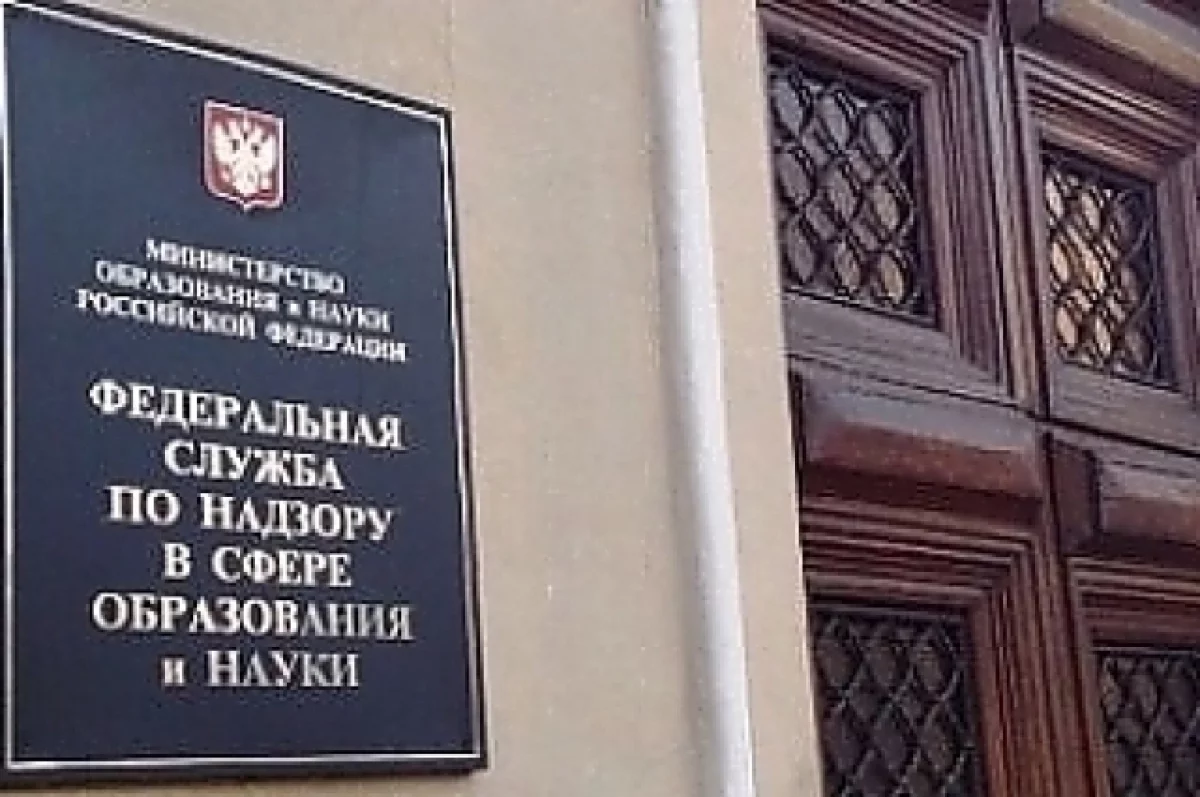 МИНИСТЕРСТВО
ОБРАЗОВАНИЯ и НАУКИ
РОССИЙСКОЙ ФЕДЕРАЦИИ
ФЕДЕРАЛЬНАЯ
СЛУЖБА
ПО НАДЗОРУ
В СФЕРЕ
ОБРАЗОВАНИЯ
и НАУКИ